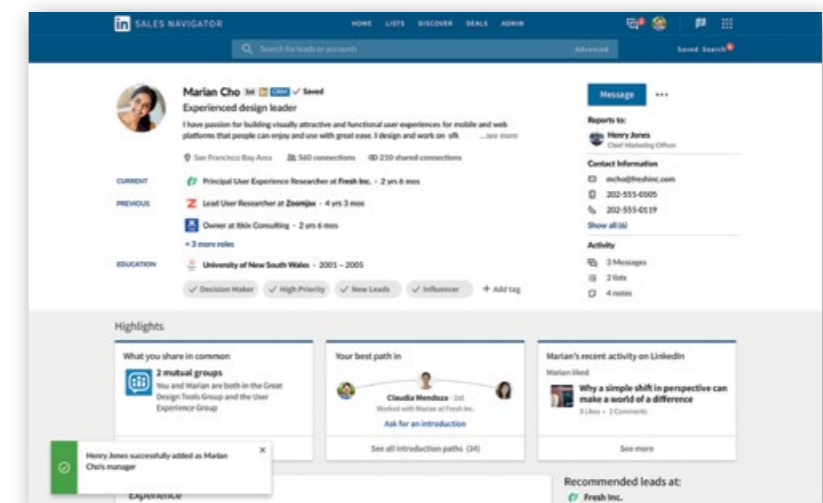 in SALES NAVIGATOR
HOME LISTS DISCOVER DEALS ADMIN
Search for leads or accounts
Advanced
Saved Search
Marian Cho 1st in CRM ✓ Saved
Experienced design leader
I have passion for building visually attractive and functional user experiences for mobile and web
platforms that people can enjoy and use with great ease. I design and work on sfk ...see more
San Francisco Bay Area 560 connections 210 shared connections
CURRENT
Principal User Experience Researcher at Fresh Inc. - 2 yrs 6 mos
PREVIOUS
Lead User Researcher at Zoomjax - 4 yrs 3 mos
Owner at Itkix Consulting - 2 yrs 6 mos
+ 3 more roles
EDUCATION
University of New South Wales - 2001 – 2005
✓ Decision Maker ✓ High Priority ✓ New Leads ✓ Influencer + Add tag
Message
Reports to:
Henry Jones
Chief Marketing Officer
Contact Information
mcho@freshinc.com
202-555-0105
202-555-0119
Show all (6)
Activity
3 Messages
2 lists
4 notes
Highlights
What you share in common
2 mutual groups
You and Marian are both in the Great
Design Tools Group and the User
Experience Group
Your best path in
Claudia Mendoza · 1st
Worked with Marian at Fresh Inc.
Ask for an introduction
See all introduction paths (34)
Marian's recent activity on LinkedIn
Marian liked
Why a simple shift in perspective can
make a world of a difference
3 Likes • 2 Comments
See more
Henry Jones successfully added as Marian
Cho's manager
Experience
Recommended leads at:
Fresh Inc.